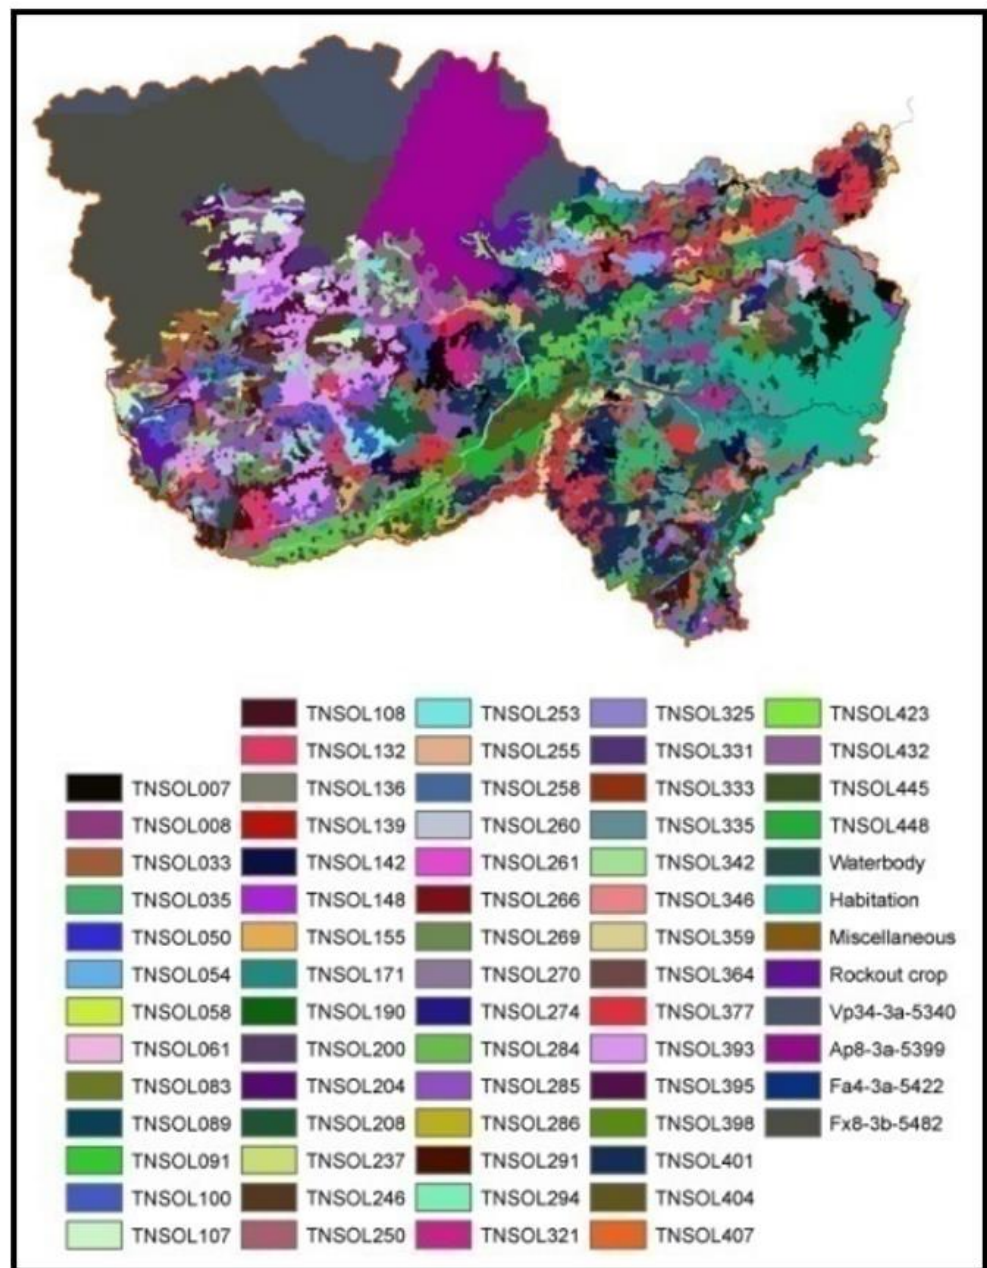 TNSOL007
TNSOL008
TNSOL033
TNSOL035
TNSOL050
TNSOL054
TNSOL058
TNSOL061
TNSOL083
TNSOL089
TNSOL091
TNSOL100
TNSOL107
TNSOL108
TNSOL132
TNSOL136
TNSOL139
TNSOL142
TNSOL148
TNSOL155
TNSOL171
TNSOL190
TNSOL200
TNSOL204
TNSOL208
TNSOL237
TNSOL246
TNSOL250
TNSOL253
TNSOL255
TNSOL258
TNSOL260
TNSOL261
TNSOL266
TNSOL269
TNSOL270
TNSOL274
TNSOL284
TNSOL285
TNSOL286
TNSOL291
TNSOL294
TNSOL321
TNSOL325
TNSOL331
TNSOL333
TNSOL335
TNSOL342
TNSOL346
TNSOL359
TNSOL364
TNSOL377
TNSOL393
TNSOL395
TNSOL398
TNSOL401
TNSOL404
TNSOL407
TNSOL423
TNSOL432
TNSOL445
TNSOL448
Waterbody
Habitation
Miscellaneous
Rockout crop
Vp34-3a-5340
Ap8-3a-5399
Fa4-3a-5422
Fx8-3b-5482